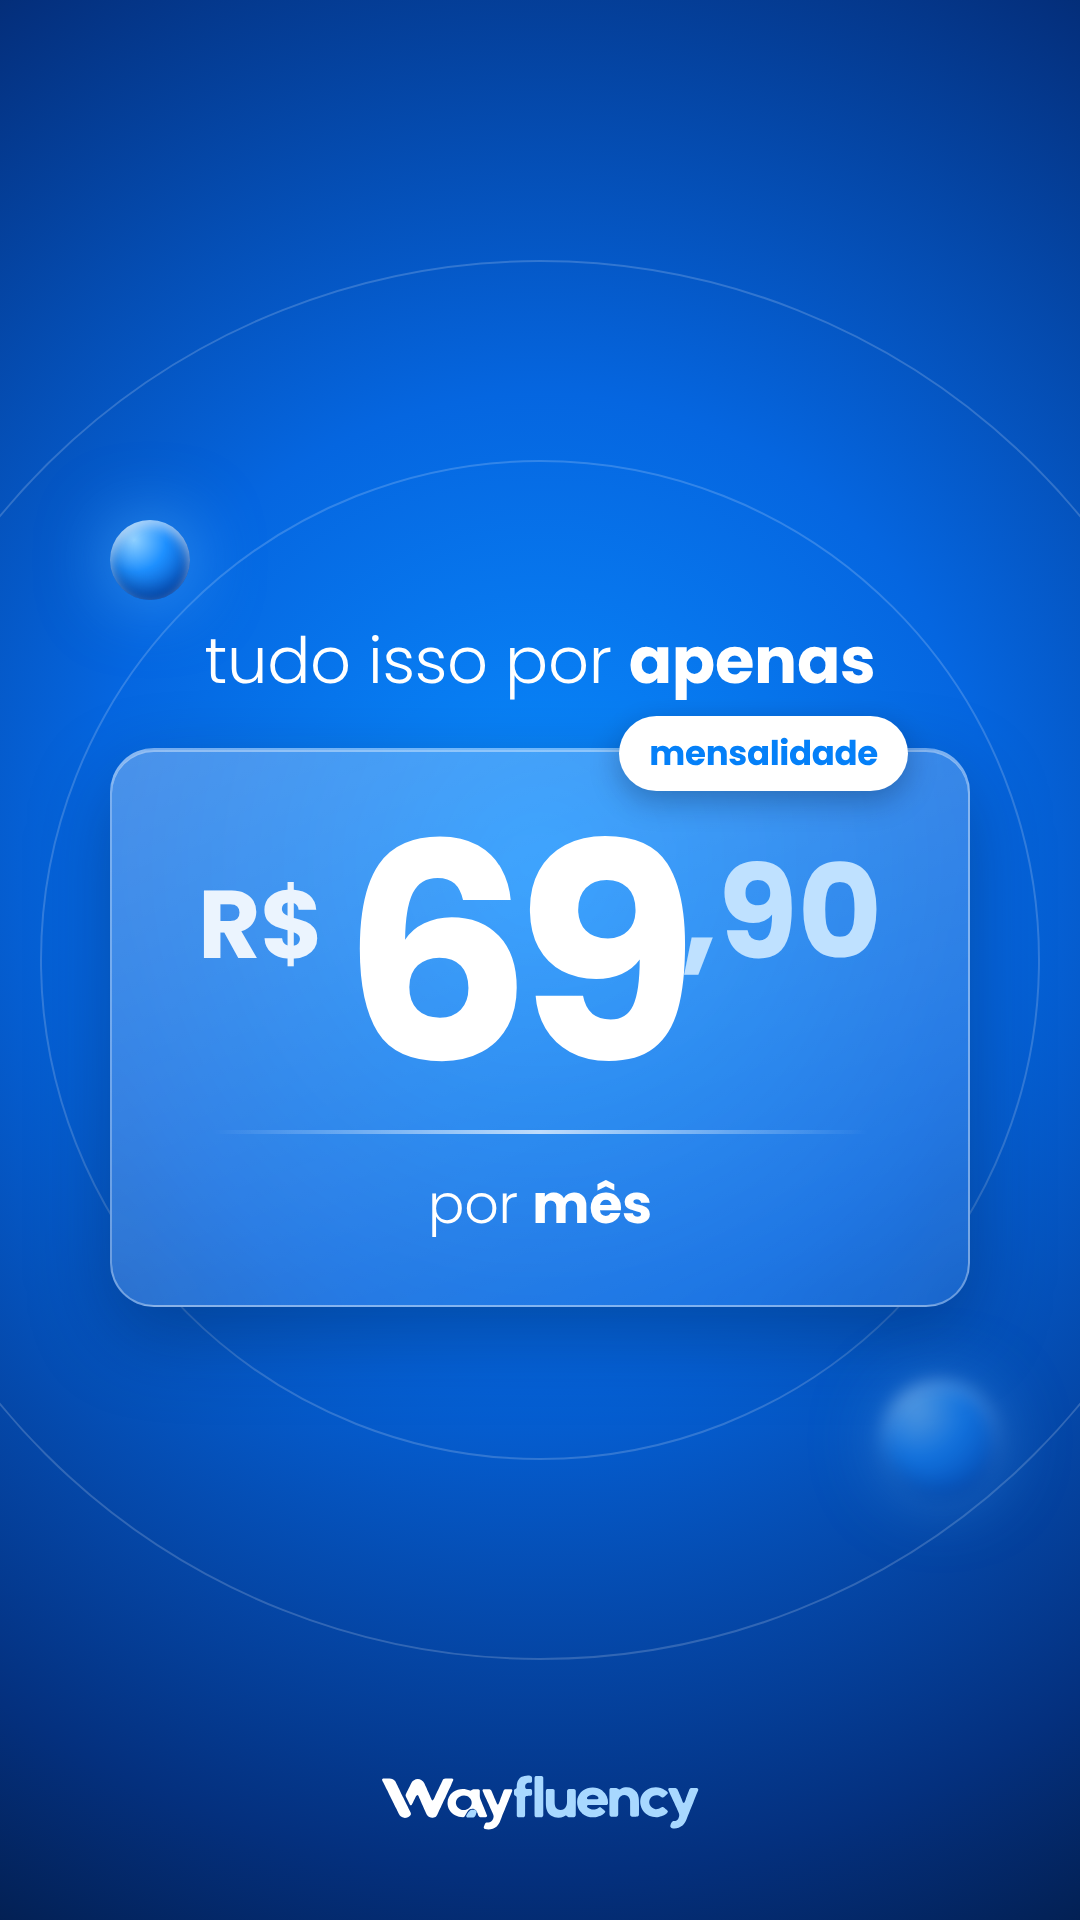 tudo isso por apenas
mensalidade
R$ 69,90
por mês
Wayfluency